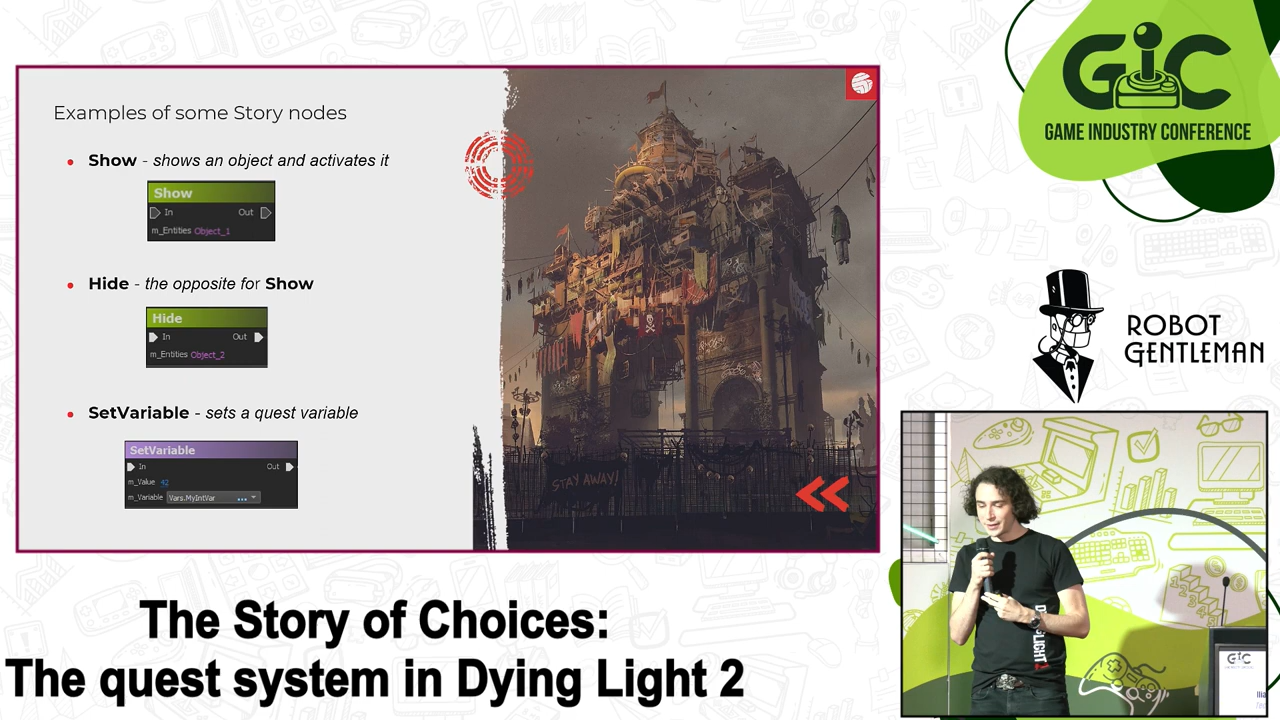 Examples of some Story nodes
Show - shows an object and activates it
Show
In Out
m_Entities Object_1
Hide - the opposite for Show
Hide
In Out
m_Entities Object_2
SetVariable - sets a quest variable
SetVariable
In Out
m_Value 42
m_Variable Vars.MyIntVar ...
STAY AWAY!
GIC
GAME INDUSTRY CONFERENCE
ROBOT
GENTLEMAN
GIC
The Story of Choices:
The quest system in Dying Light 2